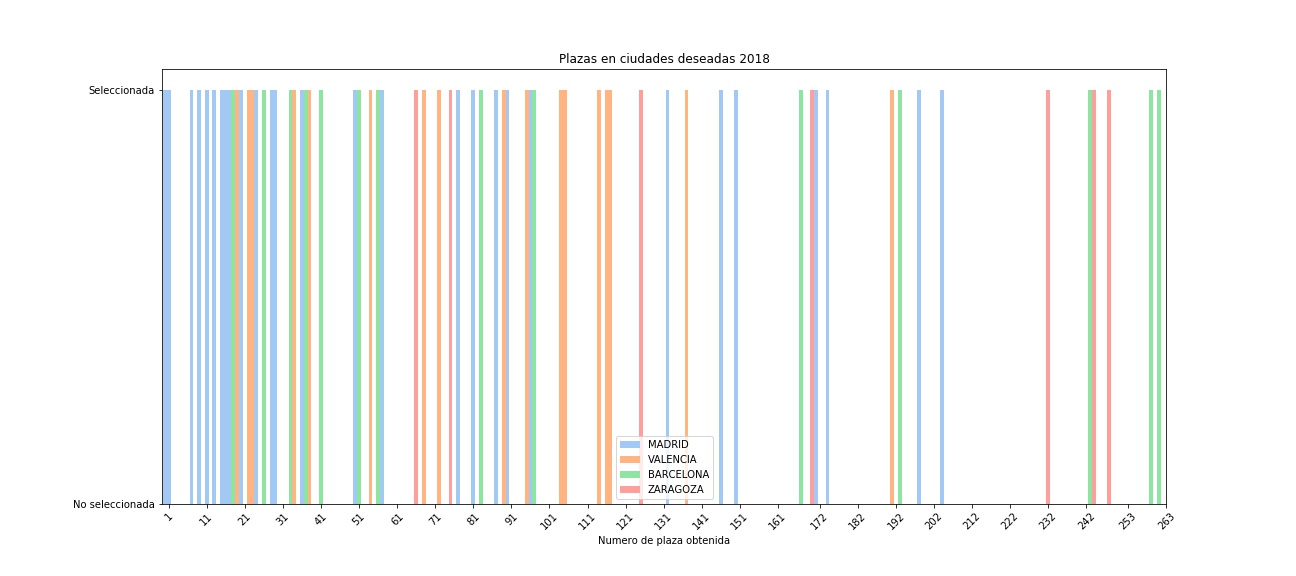 Plazas en ciudades deseadas 2018
Seleccionada
No seleccionada
MADRID
VALENCIA
BARCELONA
ZARAGOZA
1 11 21 31 41 51 61 71 81 91 101 111 121 131 141 151 161 172 182 192 202 212 222 232 242 253 263
Numero de plaza obtenida